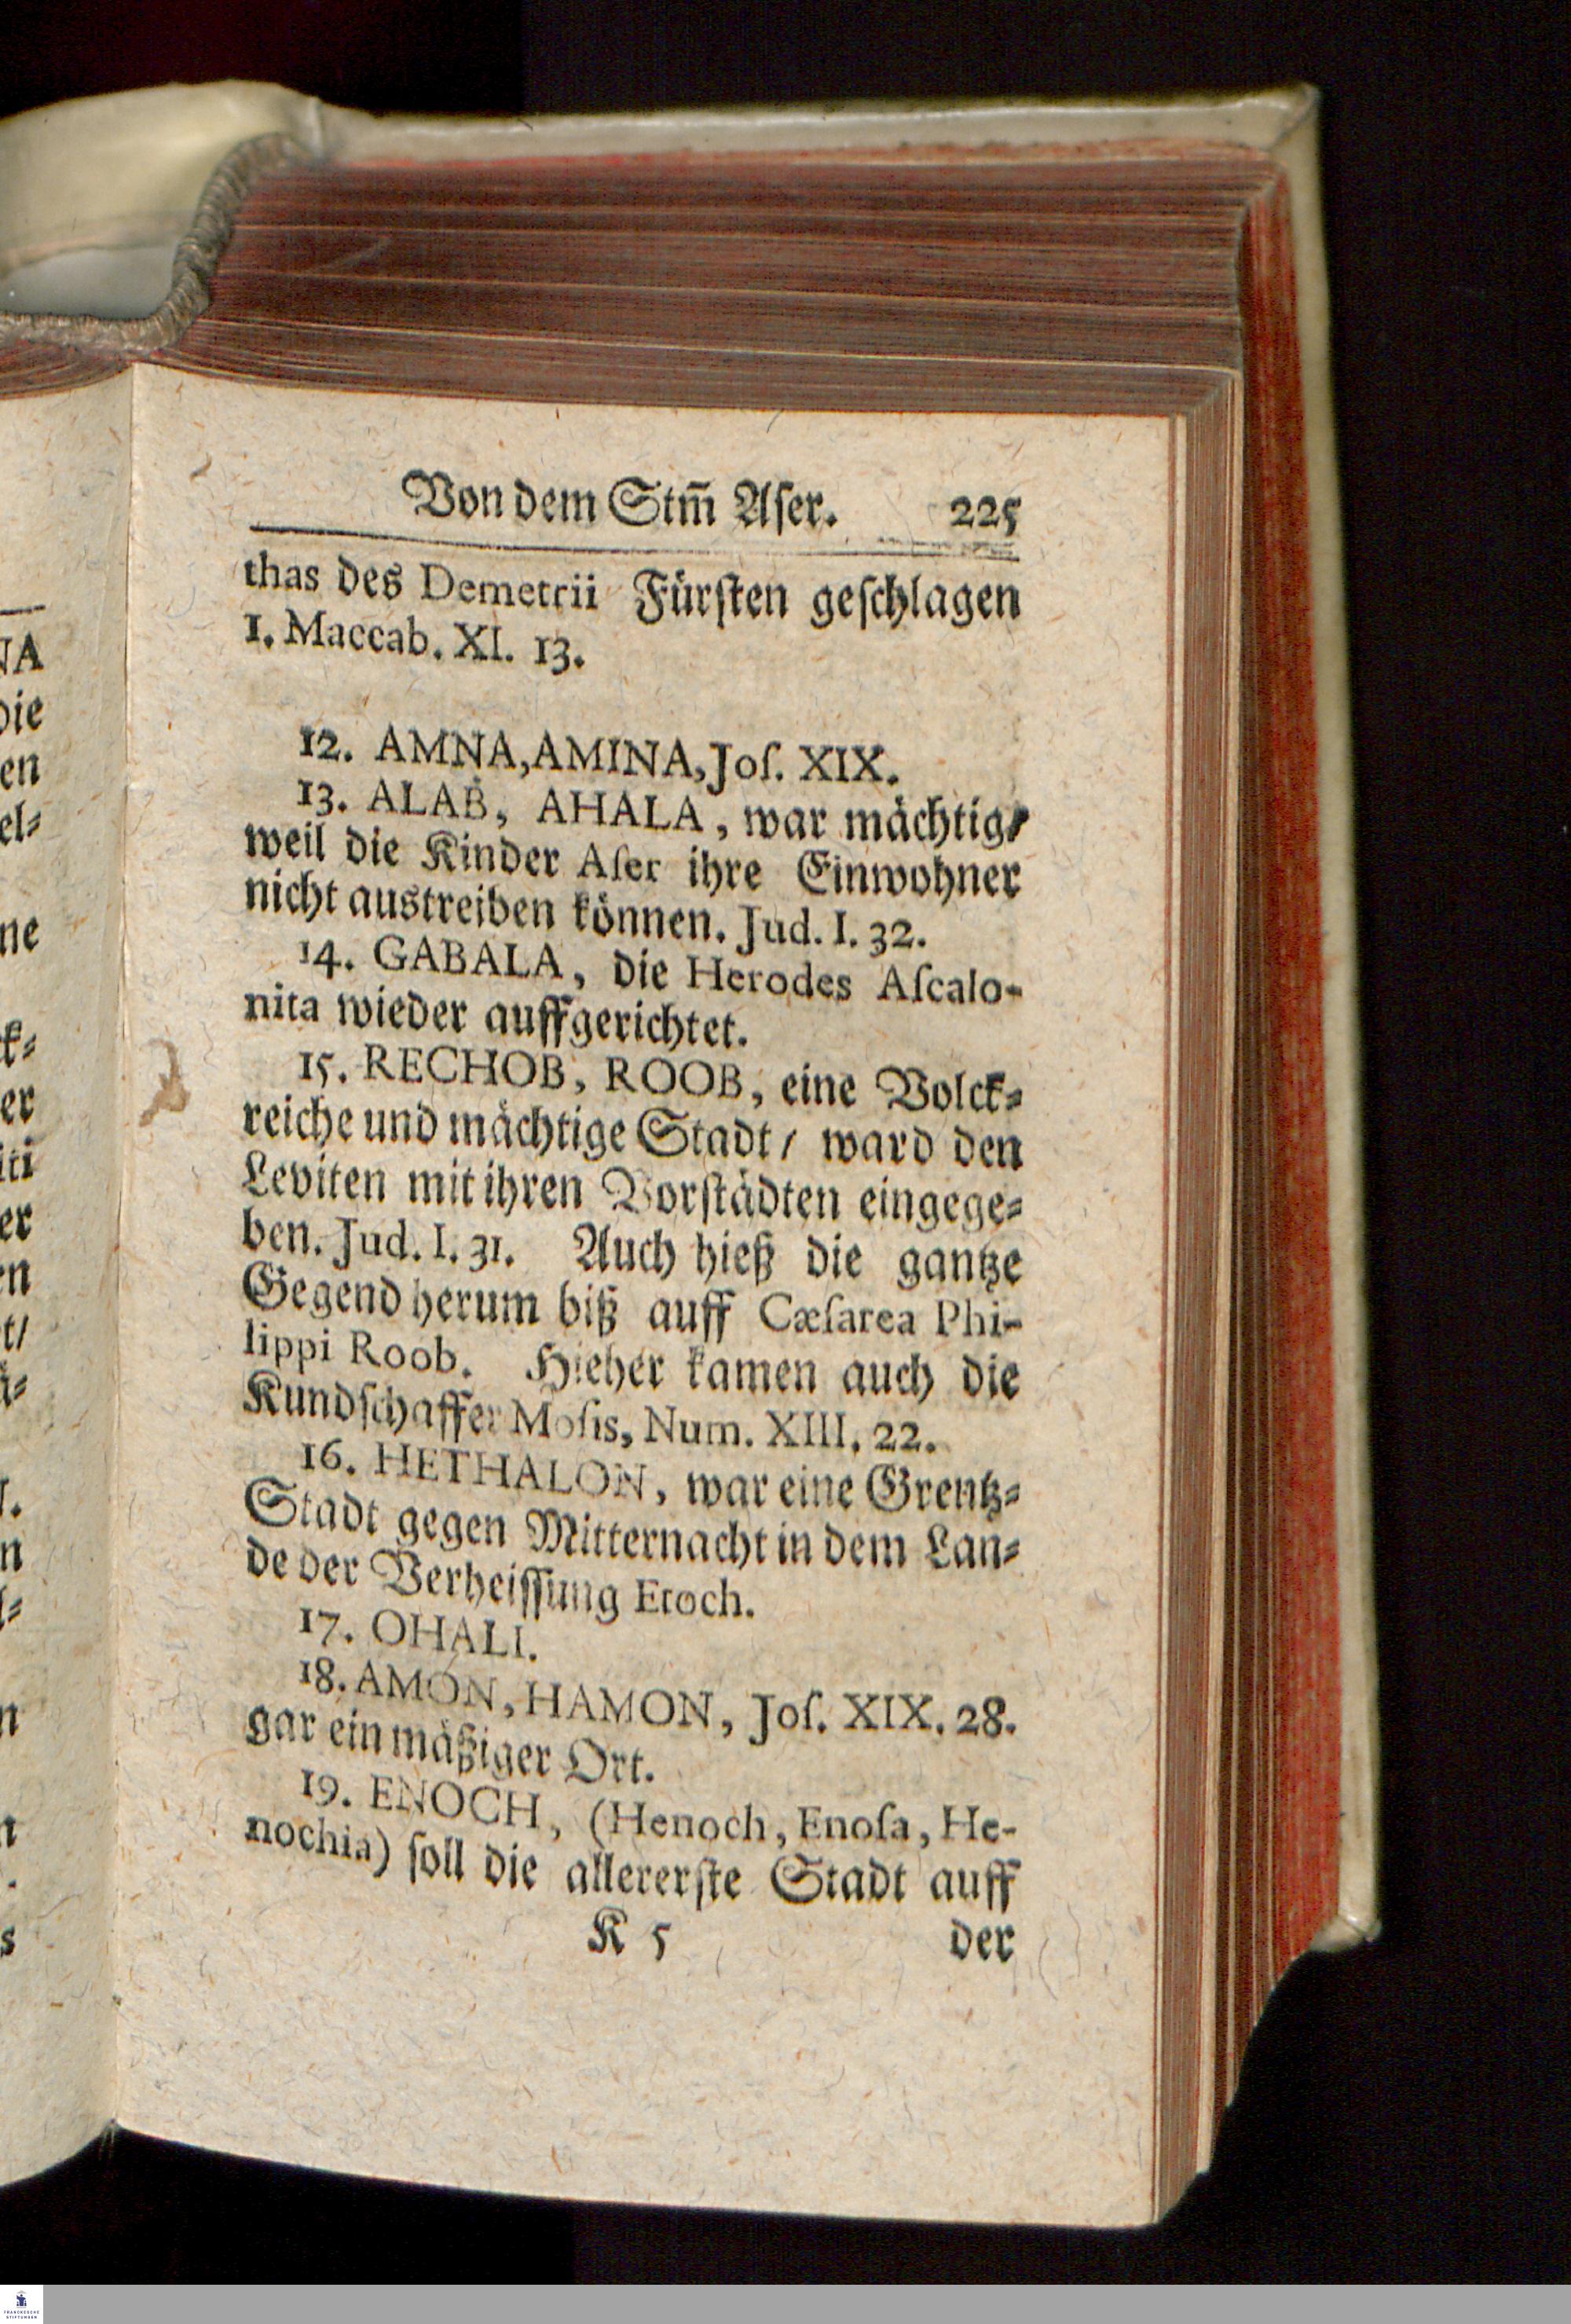 Von dem Stm̃ Aſer. 225
thas des Demetrii Fürſten geſchlagen
1. Maccab. XI. 13.
12. AMNA, AMINA, Joſ. XIX.
13. ALAB, AHALA, war mächtig/
weil die Kinder Aſer ihre Einwohner
nicht austreiben können. Jud. I. 32.
14. GABALA, die Herodes Aſcalo-
nita wieder auffgerichtet.
15. RECHOB, ROOB, eine Volck-
reiche und mächtige Stadt/ ward den
Leviten mit ihren Vorſtädten eingege-
ben. Jud. I. 31. Auch hieß die gantze
Gegend herum biß auff Cæſarea Phi-
lippi Roob. Hieher kamen auch die
Kundſchaffer Moſis, Num. XIII, 22.
16. HETHALON, war eine Grentz-
Stadt gegen Mitternacht in dem Lan-
de der Verheiſſung Etoch.
17. OHALI.
18. AMON, HAMON, Joſ. XIX. 28.
gar ein mäßiger Ort.
19. ENOCH, (Henoch, Enoſa, He-
nochia) ſoll die allererſte Stadt auff
K 5 der
FRANCKESCHE
STIFTUNGEN